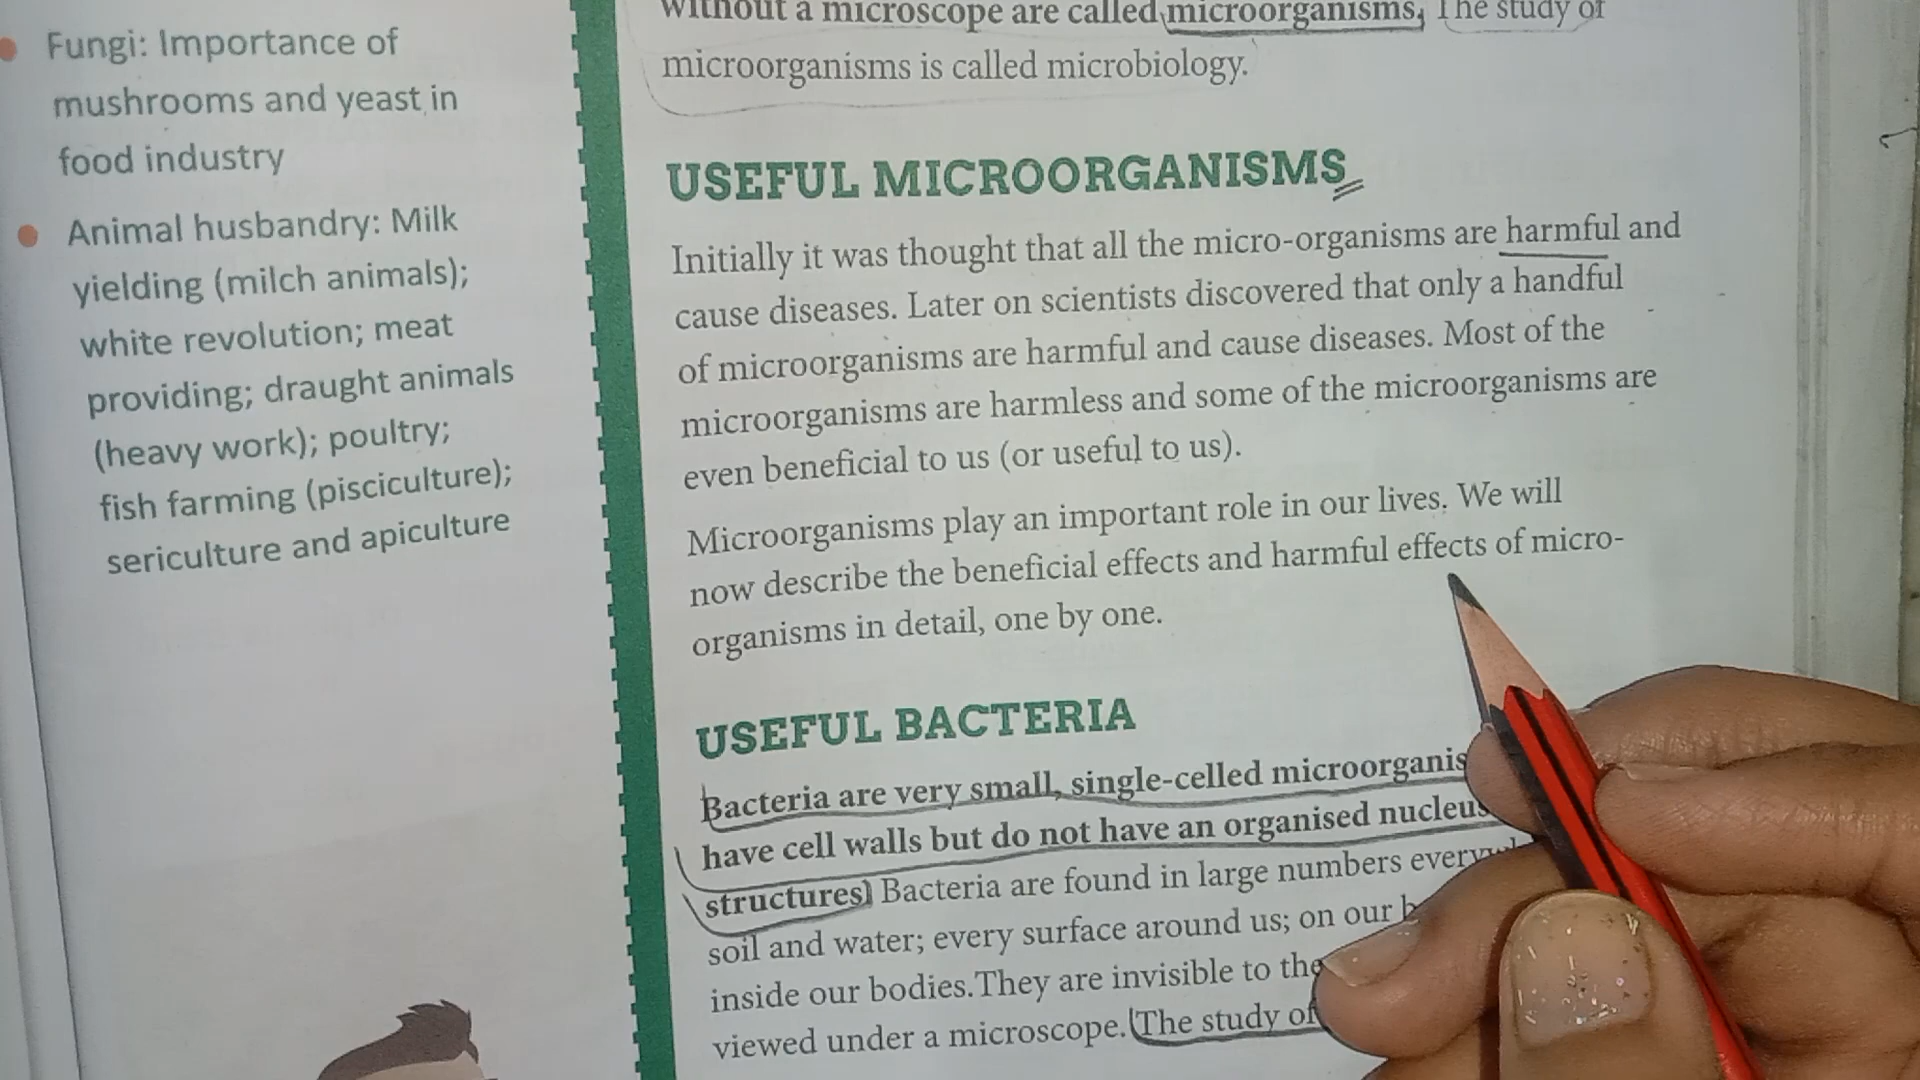 Fungi: Importance of
mushrooms and yeast in
food industry
Animal husbandry: Milk
yielding (milch animals);
white revolution; meat
providing; draught animals
(heavy work); poultry;
fish farming (pisciculture);
sericulture and apiculture
without a microscope are called microorganisms. The study of
microorganisms is called microbiology.
USEFUL MICROORGANISMS
Initially it was thought that all the micro-organisms are harmful and
cause diseases. Later on scientists discovered that only a handful
of microorganisms are harmful and cause diseases. Most of the
microorganisms are harmless and some of the microorganisms are
even beneficial to us (or useful to us).
Microorganisms play an important role in our lives. We will
now describe the beneficial effects and harmful effects of micro-
organisms in detail, one by one.
USEFUL BACTERIA
Bacteria are very small, single-celled
have cell walls but do not have an organised nucleus
structures) Bacteria are found in large numbers
soil and water; every surface around us; on our
inside our bodies.They are invisible to the
viewed under a microscope. The study of